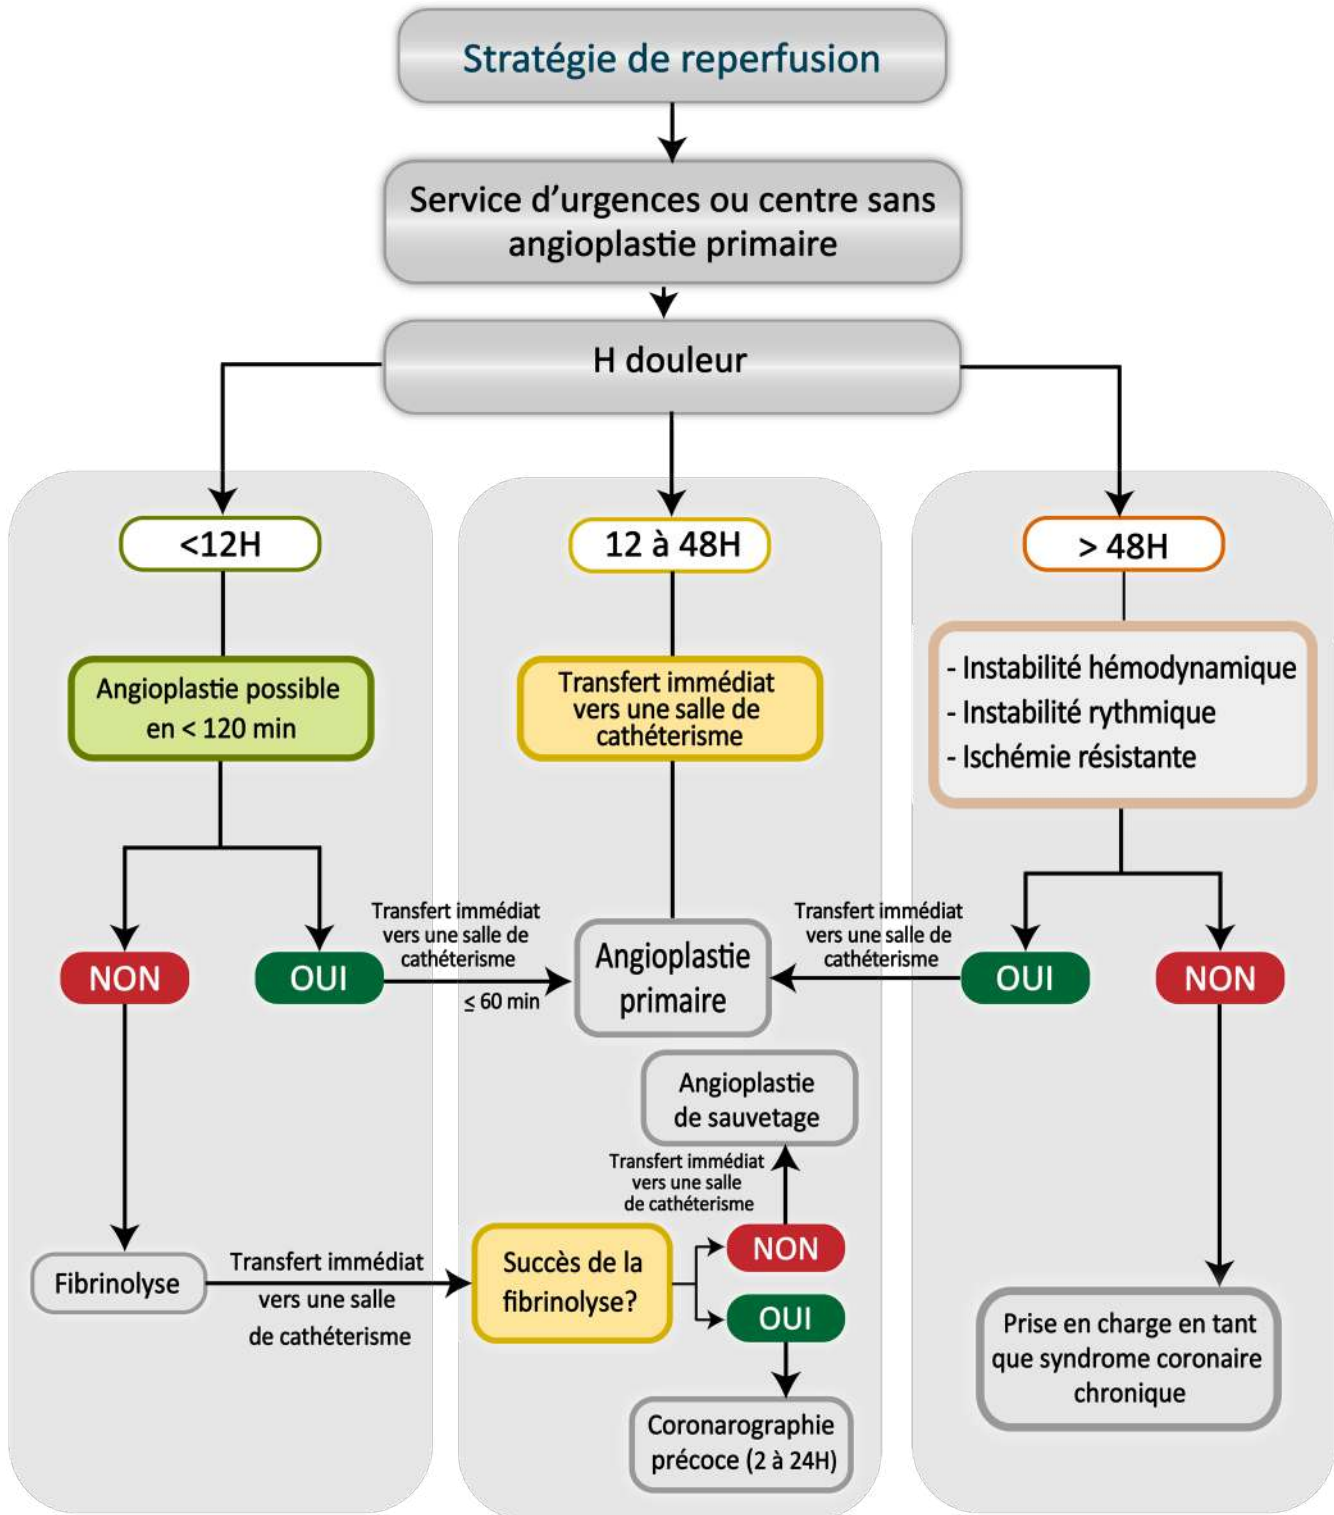 Stratégie de reperfusion
Service d'urgences ou centre sans
angioplastie primaire
H douleur
<12H
Angioplastie possible
en < 120 min
NON
OUI
Transfert immédiat
vers une salle de
cathéterisme
≤ 60 min
Fibrinolyse
Transfert immédiat
vers une salle
de cathéterisme
12 à 48H
Transfert immédiat
vers une salle de
cathéterisme
Angioplastie
primaire
Angioplastie
de sauvetage
Transfert immédiat
vers une salle
de cathéterisme
Succès de la
fibrinolyse?
NON
OUI
Coronarographie
précoce (2 à 24H)
> 48H
- Instabilité hémodynamique
- Instabilité rythmique
- Ischémie résistante
Transfert immédiat
vers une salle de
cathéterisme
OUI
NON
Prise en charge en tant
que syndrome coronaire
chronique